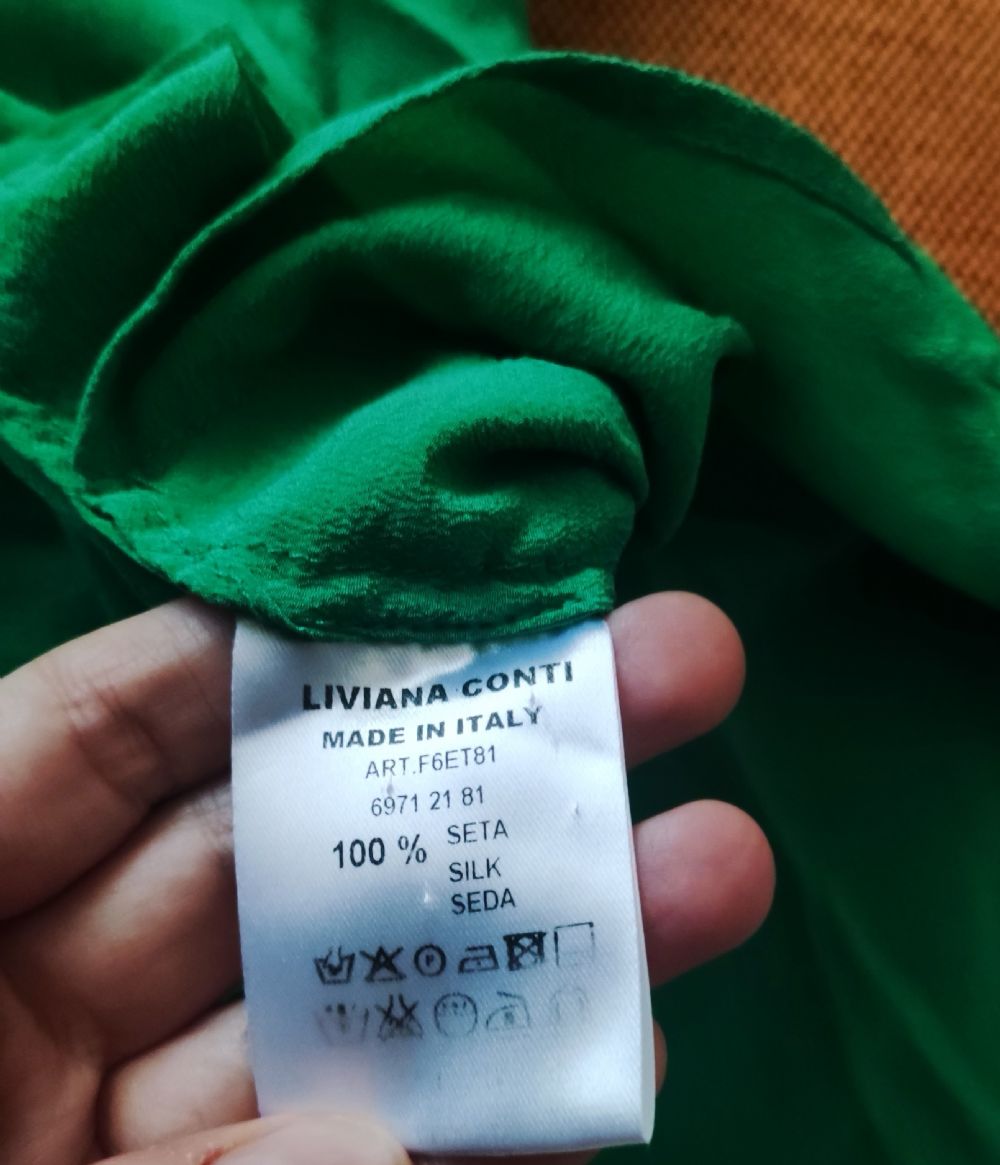 LIVIANA CONTI
MADE IN ITALY
ART.F6ET81
6971 21 81
100 % SETA
SILK
SEDA